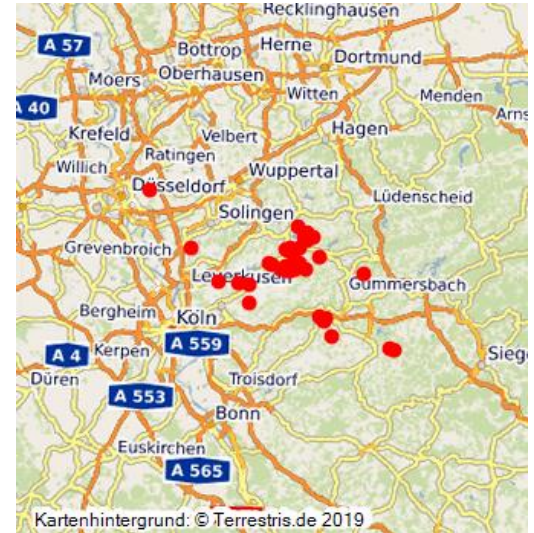 Recklinghausen
A 57
Bottrop
Herne
Dortmund
Moers
Oberhausen
Witten
Menden
A 40
Arns
Krefeld
Velbert
Hagen
Ratingen
Willich
Wuppertal
Düsseldorf
Lüdenscheid
Solingen
Grevenbroich
Leverkusen
Gummersbach
Bergheim
Köln
A 559
A 4
Kerpen
Siege
Düren
Troisdorf
A 553
Bonn
Euskirchen
A 565
Kartenhintergrund: © Terrestris.de 2019